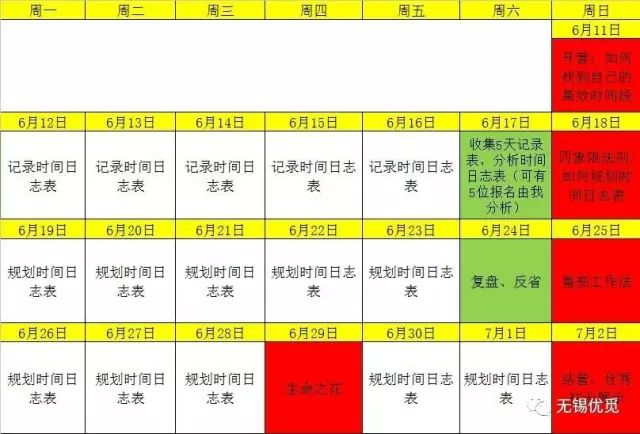 周一 周二 周三 周四 周五 周六 周日
6月11日
开营：如何
找到自己的
高效时间段
6月12日 6月13日 6月14日 6月15日 6月16日 6月17日 6月18日
记录时间日
志表
记录时间日
志表
记录时间日
志表
记录时间日
志表
记录时间日
志表
收集5天记录
表，分析时间
日志表（可有
5位报名由我
分析）
四象限法则/
如何规划时
间日志表
6月19日 6月20日 6月21日 6月22日 6月23日 6月24日 6月25日
规划时间日
志表
规划时间日
志表
规划时间日
志表
规划时间日
志表
规划时间日
志表
复盘、反省
番茄工作法
6月26日 6月27日 6月28日 6月29日 6月30日 7月1日 7月2日
规划时间日
志表
规划时间日
志表
规划时间日
志表
生命之花
规划时间日
志表
规划时间日
志表
结营：优秀
无锡优觅